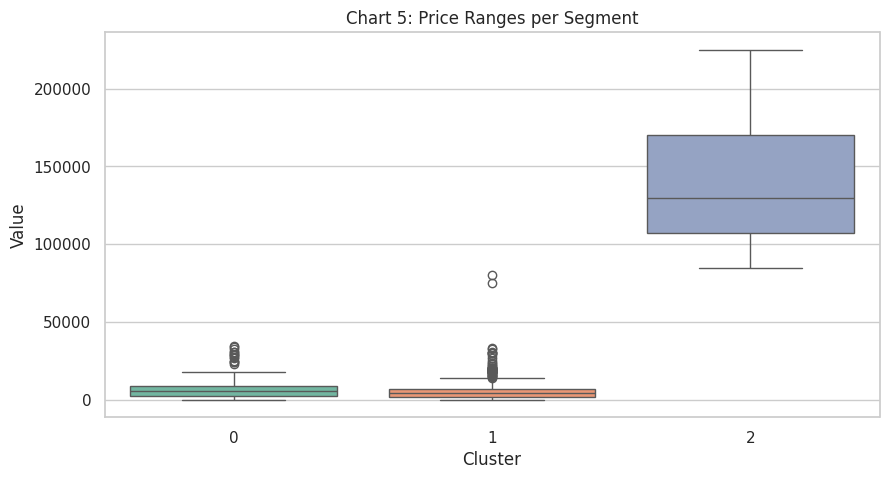 Chart 5: Price Ranges per Segment
Value
200000
150000
100000
50000
0
0 1 2
Cluster